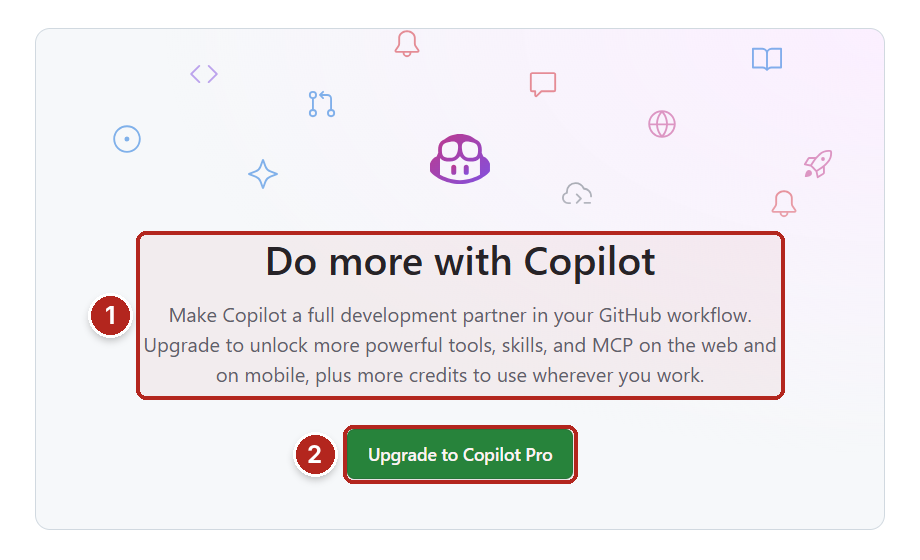 Do more with Copilot
1
Make Copilot a full development partner in your GitHub workflow.
Upgrade to unlock more powerful tools, skills, and MCP on the web and
on mobile, plus more credits to use wherever you work.
2
Upgrade to Copilot Pro